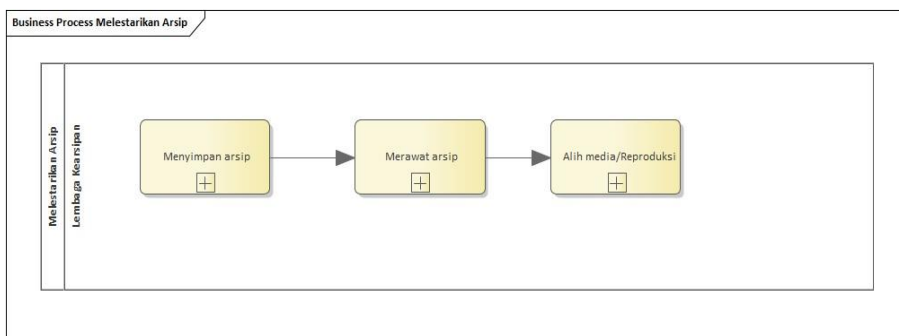 Business Process Melestarikan Arsip
Melestarikan Arsip
Lembaga Kearsipan
Menyimpan arsip
Merawat arsip
Alih media/Reproduksi